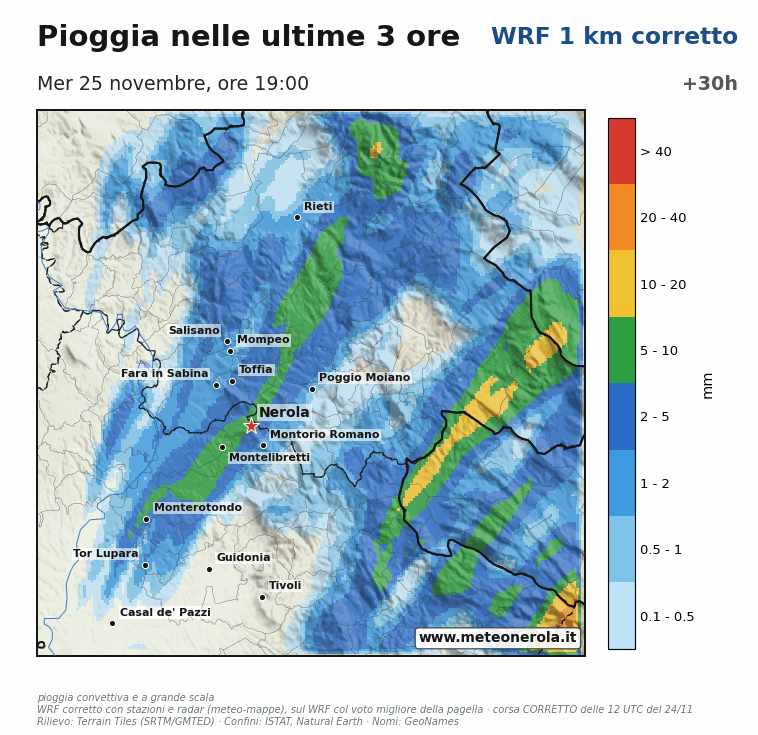 Pioggia nelle ultime 3 ore
WRF 1 km corretto
Mer 25 novembre, ore 19:00
+30h
Rieti
Salisano
Mompeo
Toffia
Fara in Sabina
Poggio Moiano
Nerola
Montorio Romano
Montelibretti
Monterotondo
Tor Lupara
Guidonia
Tivoli
Casal de' Pazzi
www.meteonerola.it
> 40
20 - 40
10 - 20
5 - 10
2 - 5
1 - 2
0.5 - 1
0.1 - 0.5
mm
pioggia convettiva e a grande scala
WRF corretto con stazioni e radar (meteo-mappe), sul WRF col voto migliore della pagella · corsa CORRETTO delle 12 UTC del 24/11
Rilievo: Terrain Tiles (SRTM/GMTED) · Confini: ISTAT, Natural Earth · Nomi: GeoNames